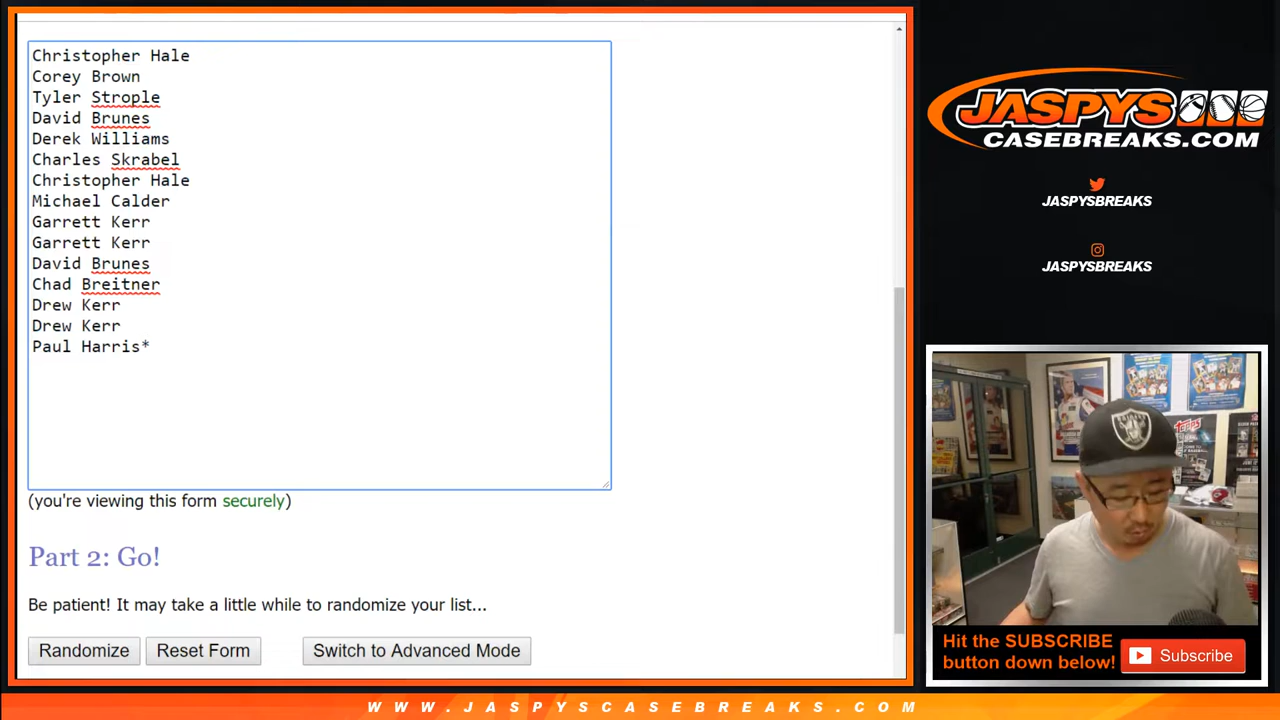 Christopher Hale
Corey Brown
Tyler Strople
David Brunes
Derek Williams
Charles Skrabel
Christopher Hale
Michael Calder
Garrett Kerr
Garrett Kerr
David Brunes
Chad Breitner
Drew Kerr
Drew Kerr
Paul Harris*
(you're viewing this form securely)
Part 2: Go!
Be patient! It may take a little while to randomize your list...
Randomize
Reset Form
Switch to Advanced Mode
JASPYS
CASEBREAKS.COM
JASPYSBREAKS
JASPYSBREAKS
RAIDERS
Topps
Hit the SUBSCRIBE
button down below!
Subscribe
WWW.JASPYSCASEBREAKS.COM